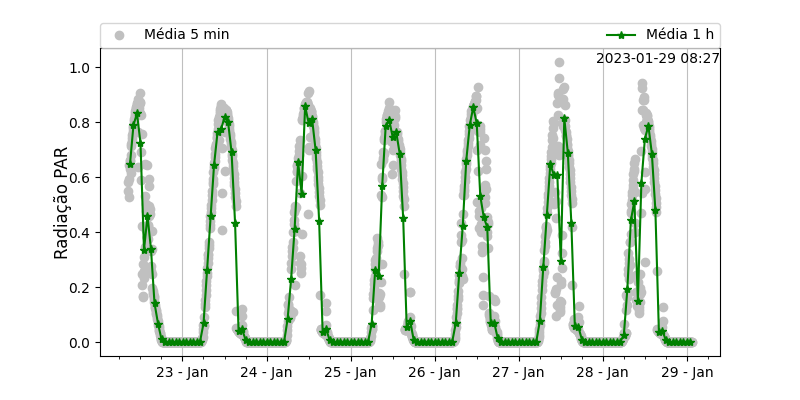 Média 5 min
Média 1 h
2023-01-29 08:27
Radiação PAR
1.0
0.8
0.6
0.4
0.2
0.0
23 - Jan
24 - Jan
25 - Jan
26 - Jan
27 - Jan
28 - Jan
29 - Jan